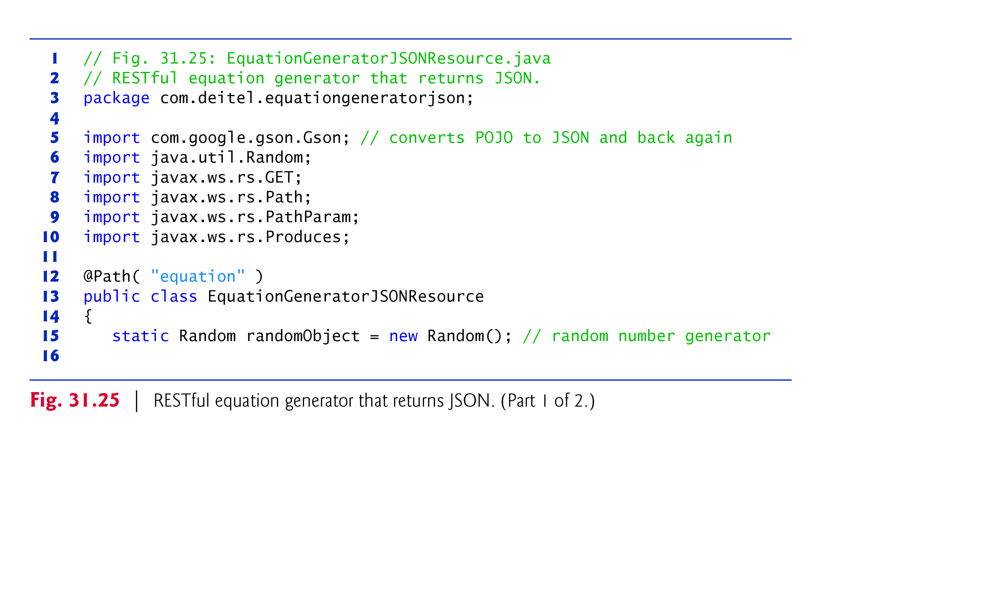 1 // Fig. 31.25: EquationGeneratorJSONResource.java
2 // RESTful equation generator that returns JSON.
3 package com.deitel.equationgeneratorjson;
4
5 import com.google.gson.Gson; // converts POJO to JSON and back again
6 import java.util.Random;
7 import javax.ws.rs.GET;
8 import javax.ws.rs.Path;
9 import javax.ws.rs.PathParam;
10 import javax.ws.rs.Produces;
11
12 @Path( "equation" )
13 public class EquationGeneratorJSONResource
14 {
15    static Random randomObject = new Random(); // random number generator
16
Fig. 31.25 | RESTful equation generator that returns JSON. (Part 1 of 2.)